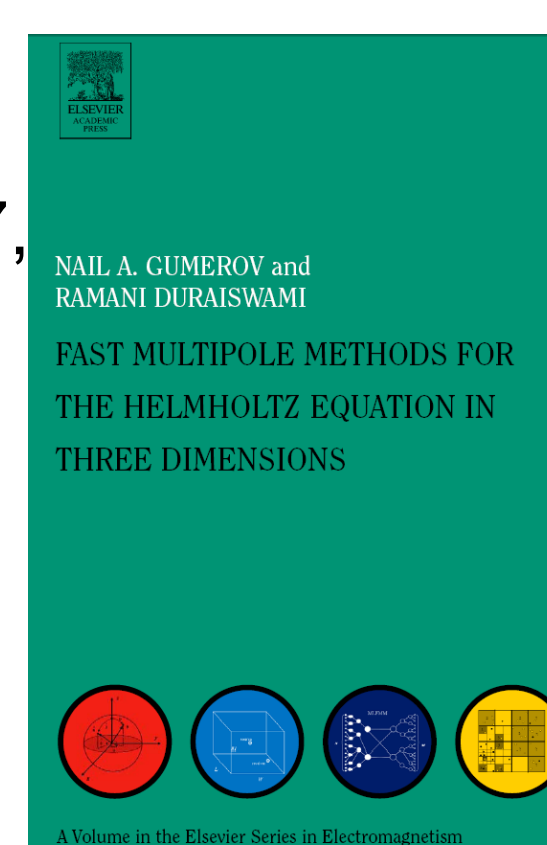 ELSEVIER
ACADEMIC
PRESS
,
NAIL A. GUMEROV and
RAMANI DURAISWAMI
FAST MULTIPOLE METHODS FOR
THE HELMHOLTZ EQUATION IN
THREE DIMENSIONS
MLFMM
A Volume in the Elsevier Series in Electromagnetism